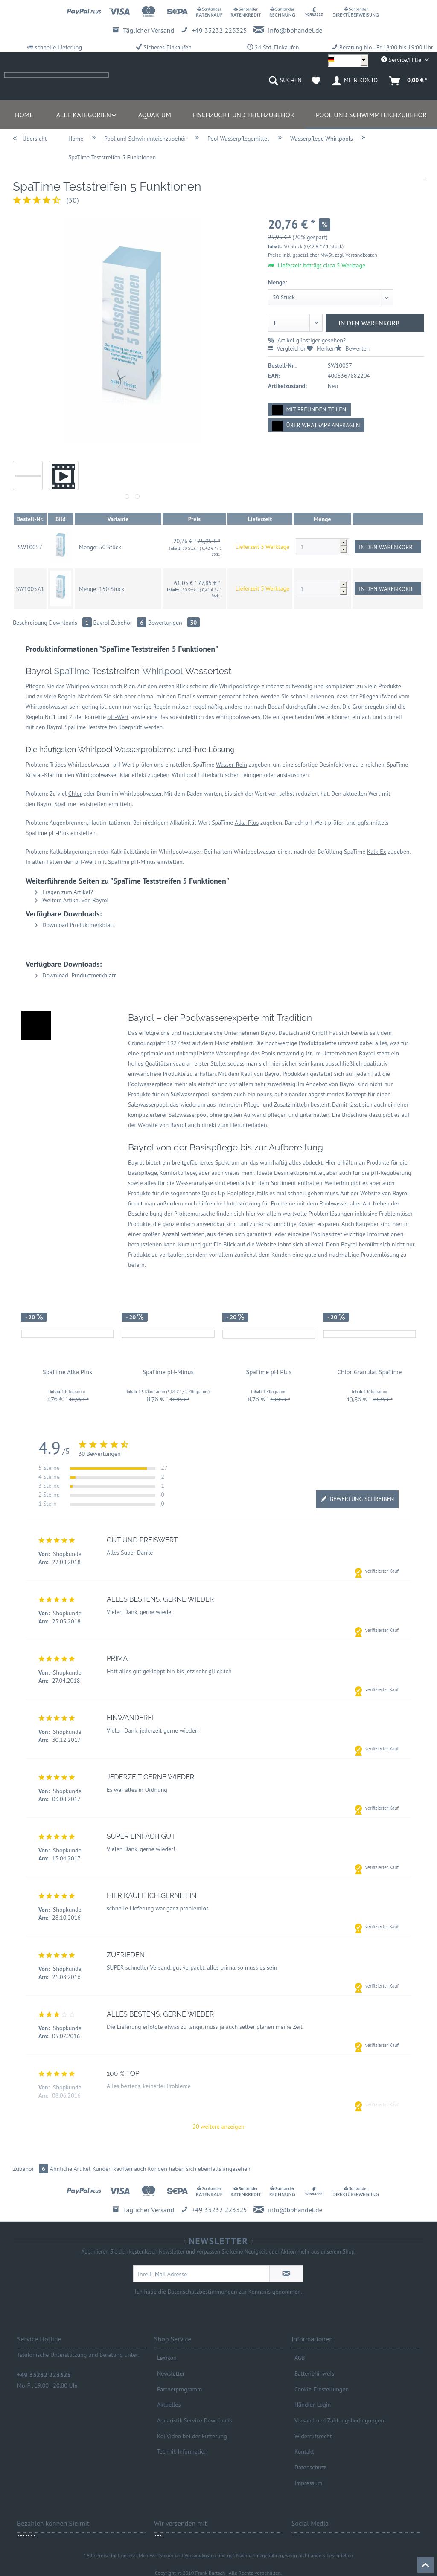 PayPal PLUS VISA SEPA Santander RATENKAUF Santander RATENKREDIT Santander RECHNUNG € VORKASSE Santander DIREKTÜBERWEISUNG
Täglicher Versand +49 33232 223325 info@bbhandel.de
schnelle Lieferung Sicheres Einkaufen 24 Std. Einkaufen Beratung Mo - Fr 18:00 bis 19:00 Uhr
Service/Hilfe
SUCHEN MEIN KONTO 0,00 € *
HOME ALLE KATEGORIEN AQUARIUM FISCHZUCHT UND TEICHZUBEHÖR POOL UND SCHWIMMTEICHZUBEHÖR
Übersicht Home Pool und Schwimmteichzubehör Pool Wasserpflegemittel Wasserpflege Whirlpools
SpaTime Teststreifen 5 Funktionen
SpaTime Teststreifen 5 Funktionen
(30)
20,76 € * %
25,95 € * (20% gespart)
Inhalt: 50 Stück (0,42 € * / 1 Stück)
Preise inkl. gesetzlicher MwSt. zzgl. Versandkosten
Lieferzeit beträgt circa 3 Werktage
Menge:
50 Stück
1 IN DEN WARENKORB
Artikel günstiger gesehen?
Vergleichen Merken Bewerten
Bestell-Nr.: SW10057
EAN: 4008367882204
Artikelzustand: Neu
MIT FREUNDEN TEILEN
ÜBER WHATSAPP ANFRAGEN
Bestell-Nr. Bild Variante Preis Lieferzeit Menge
SW10057 Menge: 50 Stück 20,76 € * 25,95 € * Inhalt: 50 Stck. ( 0,42 € * / 1 Stck. ) Lieferzeit 3 Werktage 1 IN DEN WARENKORB
SW10057.1 Menge: 150 Stück 61,05 € * 77,85 € * Inhalt: 150 Stck. ( 0,41 € * / 1 Stck. ) Lieferzeit 3 Werktage 1 IN DEN WARENKORB
Beschreibung Downloads 1 Bayrol Zubehör 6 Bewertungen 30
Produktinformationen "SpaTime Teststreifen 5 Funktionen"
Bayrol SpaTime Teststreifen Whirlpool Wassertest
Pflegen Sie das Whirlpoolwasser nach Plan. Auf den ersten Blick scheint die Whirlpoolpflege zunächst aufwendig und kompliziert; zu viele Produkte
und zu viele Regeln. Nachdem Sie sich aber einmal mit den Details vertraut gemacht haben, werden Sie schnell erkennen, dass der Pflegeaufwand vom
Whirlpoolwasser sehr gering ist, denn nur wenige Regeln müssen regelmäßig, andere nur nach Bedarf durchgeführt werden. Die Grundregeln sind die
Regeln Nr. 1 und 2: der korrekte pH-Wert sowie eine Basisdesinfektion des Whirlpoolwassers. Die entsprechenden Werte können einfach und schnell
mit den Bayrol SpaTime Teststreifen überprüft werden.
Die häufigsten Whirlpool Wasserprobleme und ihre Lösung
Problem: Trübes Whirlpoolwasser: pH-Wert prüfen und einstellen. SpaTime Wasser-Rein zugeben, um eine sofortige Desinfektion zu erreichen. SpaTime
Kristall-Klar für den Whirlpoolwasser Klar effekt zugeben. Whirlpool Filterkartuschen reinigen oder austauschen.
Problem: Zu viel Chlor oder Brom im Whirlpoolwasser. Mit dem Baden warten, bis sich der Wert von selbst reduziert hat. Den aktuellen Wert mit
den Bayrol SpaTime Teststreifen ermitteln.
Problem: Augenbrennen, Hautirritationen: Bei niedrigem Alkalinität-Wert SpaTime Alka-Plus zugeben. Danach pH-Wert prüfen und ggfs. mittels
SpaTime pH-Plus einstellen.
Problem: Kalkablagerungen oder Kalkrückstände im Whirlpoolwasser: Bei hartem Whirlpoolwasser direkt nach der Befüllung SpaTime Kalk-Ex zugeben.
In allen Fällen den pH-Wert mit SpaTime pH-Minus einstellen.
Weiterführende Seiten zu "SpaTime Teststreifen 5 Funktionen"
Fragen zum Artikel?
Weitere Artikel von Bayrol
Verfügbare Downloads:
Download Produktmerkblatt
Verfügbare Downloads:
Download Produktmerkblatt
Bayrol – der Poolwasserexperte mit Tradition
Das erfolgreiche und traditionsreiche Unternehmen Bayrol Deutschland GmbH hat bereits seit dem
Gründungsjahr 1927 fest auf dem Markt etabliert. Die hochwertige Produktpalette umfasst dabei alles, was für
eine optimale und unkomplizierte Wasserpflege des Pools notwendig ist. Im Unternehmen Bayrol steht ein
hohes Qualitätsniveau an erster Stelle, sodass man sich hier sicher sein kann, ausschließlich qualitativ
einwandfreie Produkte zu erhalten. Mit dem Kauf von Bayrol Produkten gestaltet sich auf jeden Fall die
Poolwasserpflege mehr als einfach und vor allem sehr zuverlässig. Im Angebot von Bayrol sind nicht nur
Produkte für ein Süßwasserpool, sondern auch ein neues, auf einander abgestimmtes Konzept für einen
Salzwasserpool, das wiederum aus mehreren Pflege- und Zusatzmitteln besteht. Damit lässt sich auch ein eher
komplizierterer Salzwasserpool ohne großen Aufwand pflegen und unterhalten. Die Broschüre dazu gibt es auf
der Website von Bayrol auch direkt zum Herunterladen.
Bayrol von der Basispflege bis zur Aufbereitung
Bayrol bietet ein breitgefächertes Spektrum an, das wahrhaftig alles abdeckt. Hier erhält man Produkte für die
Basispflege, Komfortpflege, aber auch vieles mehr. Ideale Desinfektionsmittel, aber auch für die pH-Regulierung
sowie alles für die Wasseranalyse sind ebenfalls in dem Sortiment enthalten. Weiterhin gibt es aber auch
Produkte für die sogenannte Quick-Up-Poolpflege, falls es mal schnell gehen muss. Auf der Website von Bayrol
findet man außerdem noch hilfreiche Unterstützung für Probleme mit dem Poolwasser aller Art. Neben der
Beschreibung der Problemursache finden sich hier vor allem wertvolle Problemlösungen inklusive Problemlöser-
Produkte, die ganz einfach anwendbar sind und zunächst unnötige Kosten ersparen. Auch Ratgeber sind hier in
einer großen Anzahl vertreten, aus denen sich garantiert jeder einzelne Poolbesitzer wichtige Informationen
herausziehen kann. Kurz und gut: Ein Blick auf die Website lohnt sich allemal. Denn Bayrol bemüht sich nicht nur,
Produkte zu verkaufen, sondern vor allem zunächst dem Kunden eine gute und nachhaltige Problemlösung zu
liefern.
- 20 % - 20 % - 20 % - 20 %
SpaTime Alka Plus SpaTime pH-Minus SpaTime pH Plus Chlor Granulat SpaTime
Inhalt 1 Kilogramm Inhalt 1.5 Kilogramm (5,84 € * / 1 Kilogramm) Inhalt 1 Kilogramm Inhalt 1 Kilogramm
8,76 € * 10,95 € * 8,76 € * 10,95 € * 8,76 € * 10,95 € * 19,56 € * 24,45 € *
4.9 /5
30 Bewertungen
5 Sterne 27
4 Sterne 2
3 Sterne 1
2 Sterne 0
1 Stern 0
BEWERTUNG SCHREIBEN
GUT UND PREISWERT
Von: Shopkunde
Am: 22.08.2018
Alles Super Danke
verifizierter Kauf
ALLES BESTENS, GERNE WIEDER
Von: Shopkunde
Am: 25.05.2018
Vielen Dank, gerne wieder
verifizierter Kauf
PRIMA
Von: Shopkunde
Am: 27.04.2018
Hatt alles gut geklappt bin bis jetz sehr glücklich
verifizierter Kauf
EINWANDFREI
Von: Shopkunde
Am: 30.12.2017
Vielen Dank, jederzeit gerne wieder!
verifizierter Kauf
JEDERZEIT GERNE WIEDER
Von: Shopkunde
Am: 03.08.2017
Es war alles in Ordnung
verifizierter Kauf
SUPER EINFACH GUT
Von: Shopkunde
Am: 13.04.2017
Vielen Dank, gerne wieder!
verifizierter Kauf
HIER KAUFE ICH GERNE EIN
Von: Shopkunde
Am: 28.10.2016
schnelle Lieferung war ganz problemlos
verifizierter Kauf
ZUFRIEDEN
Von: Shopkunde
Am: 21.08.2016
SUPER schneller Versand, gut verpackt, alles prima, so muss es sein
verifizierter Kauf
ALLES BESTENS, GERNE WIEDER
Von: Shopkunde
Am: 05.07.2016
Die Lieferung erfolgte etwas zu lange, muss ja auch selber planen meine Zeit
verifizierter Kauf
100 % TOP
Von: Shopkunde
Am: 08.06.2016
Alles bestens, keinerlei Probleme
20 weitere anzeigen
Zubehör 6 Ähnliche Artikel Kunden kauften auch Kunden haben sich ebenfalls angesehen
PayPal PLUS VISA SEPA Santander RATENKAUF Santander RATENKREDIT Santander RECHNUNG € VORKASSE Santander DIREKTÜBERWEISUNG
Täglicher Versand +49 33232 223325 info@bbhandel.de
NEWSLETTER
Abonnieren Sie den kostenlosen Newsletter und verpassen Sie keine Neuigkeit oder Aktion mehr aus unserem Shop.
Ihre E-Mail Adresse
Ich habe die Datenschutzbestimmungen zur Kenntnis genommen.
Service Hotline
Telefonische Unterstützung und Beratung unter:
+49 33232 223325
Mo-Fr, 19:00 - 20:00 Uhr
Shop Service
Lexikon
Newsletter
Partnerprogramm
Aktuelles
Aquaristik Service Downloads
Koi Video bei der Fütterung
Technik Information
Informationen
AGB
Batteriehinweis
Cookie-Einstellungen
Händler-Login
Versand und Zahlungsbedingungen
Widerrufsrecht
Kontakt
Datenschutz
Impressum
Bezahlen können Sie mit Wir versenden mit Social Media
* Alle Preise inkl. gesetzl. Mehrwertsteuer und Versandkosten und ggf. Nachnahmegebühren, wenn nicht anders beschrieben
Copyright © 2010 Frank Bartsch - Alle Rechte vorbehalten.